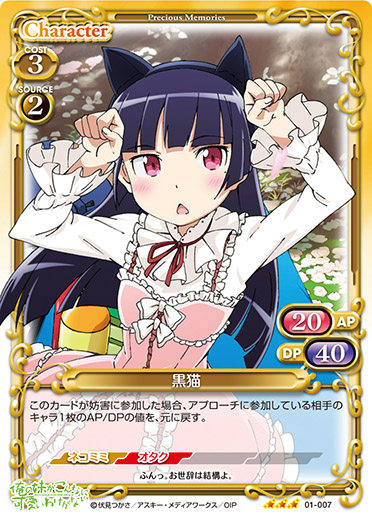 Precious Memories
Character
COST
3
SOURCE
2
20 AP
DP 40
黒猫
このカードが妨害に参加した場合、アプローチに参加している相手の
キャラ1枚のAP/DPの値を、元に戻す。
ネコミミ オタク
ふんっ。お世辞は結構よ。
俺の妹がこんなに
可愛いわけがない
©伏見つかさ/アスキー・メディアワークス/OIP
01-007